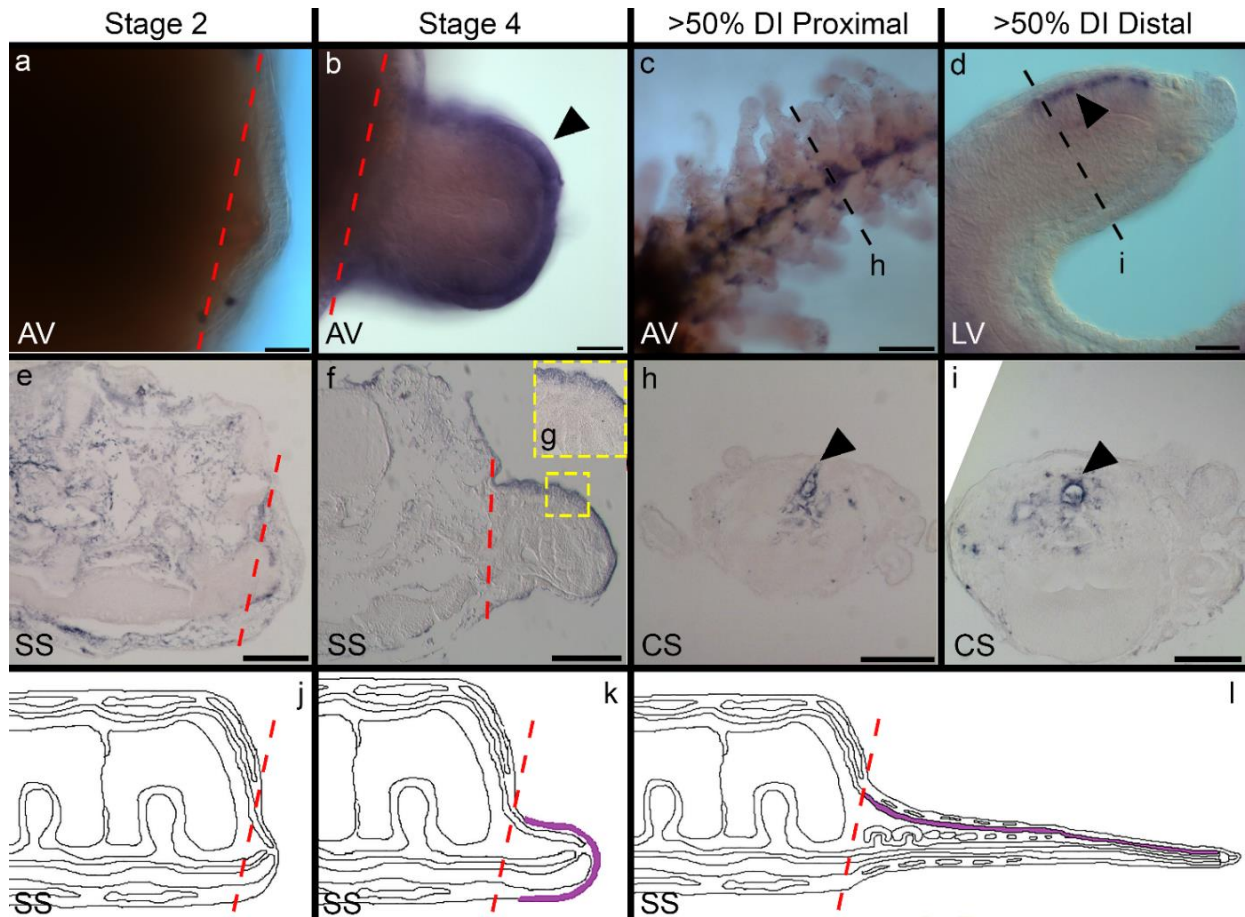 Stage 2
Stage 4
>50% DI Proximal
>50% DI Distal
a
b
c
d
h
i
AV
AV
AV
LV
e
f
g
h
i
SS
SS
CS
CS
j
k
l
SS
SS
SS